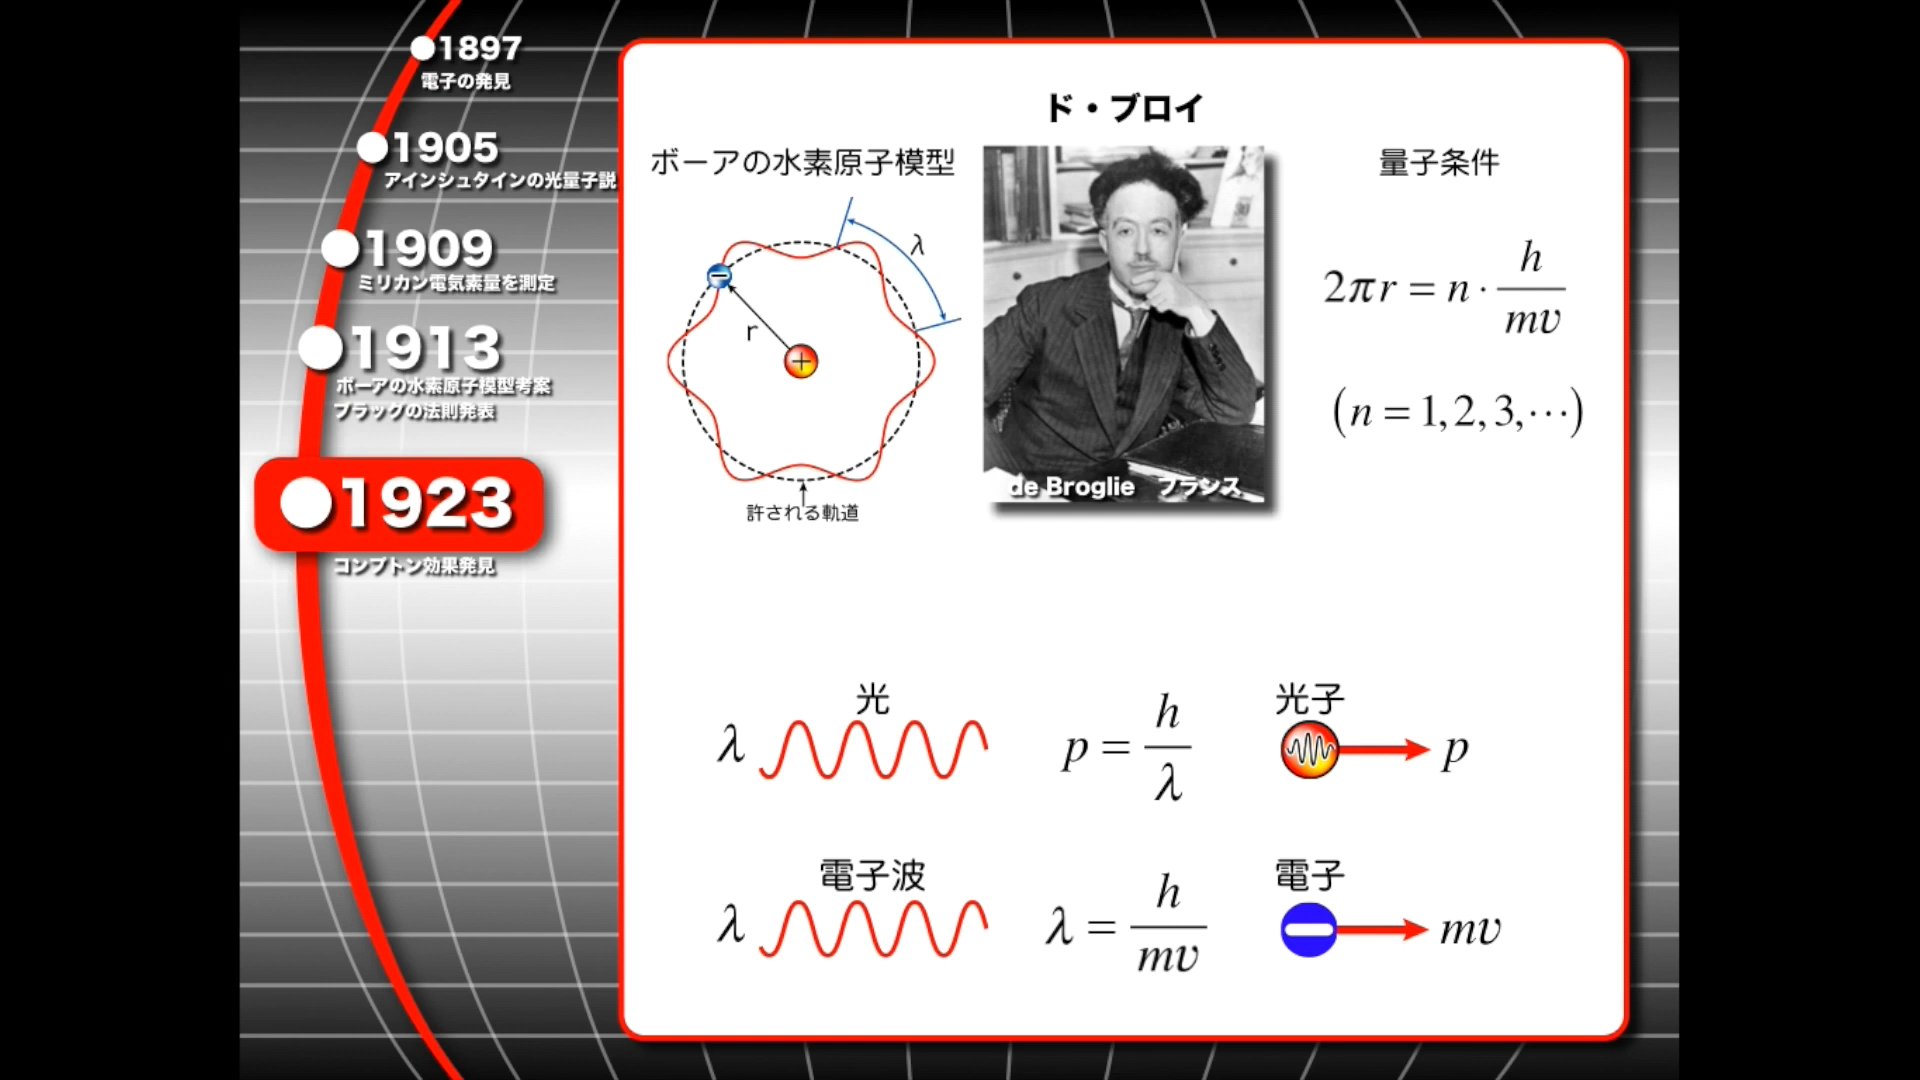 1897
電子の発見
1905
アインシュタインの光量子説
1909
ミリカン電気素量を測定
1913
ボーアの水素原子模型考案
ブラッグの法則発表
1923
コンプトン効果発見
ド・ブロイ
ボーアの水素原子模型
λ
r
−
+
許される軌道
de Broglie フランス
量子条件
2πr = n · h/mv
(n = 1, 2, 3, ⋯)
光
λ
p = h/λ
光子
p
電子波
λ
λ = h/mv
電子
mv